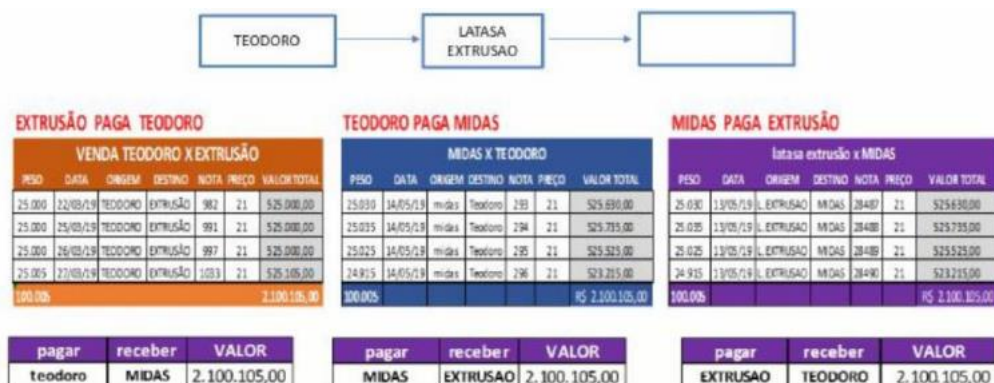 TEODORO
LATASA
EXTRUSAO
EXTRUSÃO PAGA TEODORO
VENDA TEODORO X EXTRUSÃO
PESO DATA ORIGEM DESTINO NOTA PREÇO VALOR TOTAL
25.000 22/03/19 TEODORO EXTRUSÃO 982 21 525.000,00
25.000 25/03/19 TEODORO EXTRUSÃO 991 21 525.000,00
25.000 26/03/19 TEODORO EXTRUSÃO 997 21 525.000,00
25.005 27/03/19 TEODORO EXTRUSÃO 1033 21 525.105,00
100.005 2.100.105,00
TEODORO PAGA MIDAS
MIDAS X TEODORO
PESO DATA ORIGEM DESTINO NOTA PREÇO VALOR TOTAL
25.030 14/05/19 midas Teodoro 293 21 525.630,00
25.035 14/05/19 midas Teodoro 294 21 525.735,00
25.025 14/05/19 midas Teodoro 295 21 525.525,00
24.915 14/05/19 midas Teodoro 296 21 523.215,00
100.005 R$ 2.100.105,00
MIDAS PAGA EXTRUSÃO
latasa extrusão x MIDAS
PESO DATA ORIGEM DESTINO NOTA PREÇO VALOR TOTAL
25.030 13/05/19 L.EXTRUSAO MIDAS 28487 21 525.630,00
25.035 13/05/19 L.EXTRUSAO MIDAS 28488 21 525.735,00
25.025 13/05/19 L.EXTRUSAO MIDAS 28489 21 525.525,00
24.915 13/05/19 L.EXTRUSAO MIDAS 28490 21 523.215,00
100.005 R$ 2.100.105,00
pagar receber VALOR
teodoro MIDAS 2.100.105,00
pagar receber VALOR
MIDAS EXTRUSAO 2.100.105,00
pagar receber VALOR
EXTRUSAO TEODORO 2.100.105,00